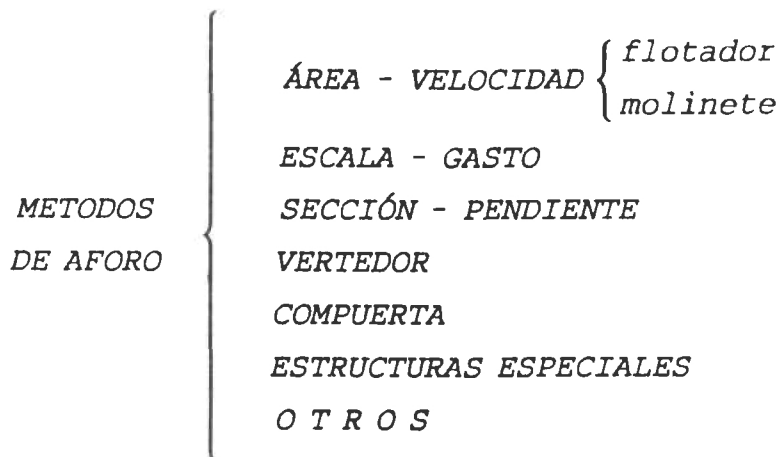 METODOS
DE AFORO
ÁREA - VELOCIDAD
flotador
molinete
ESCALA - GASTO
SECCIÓN - PENDIENTE
VERTEDOR
COMPUERTA
ESTRUCTURAS ESPECIALES
O T R O S